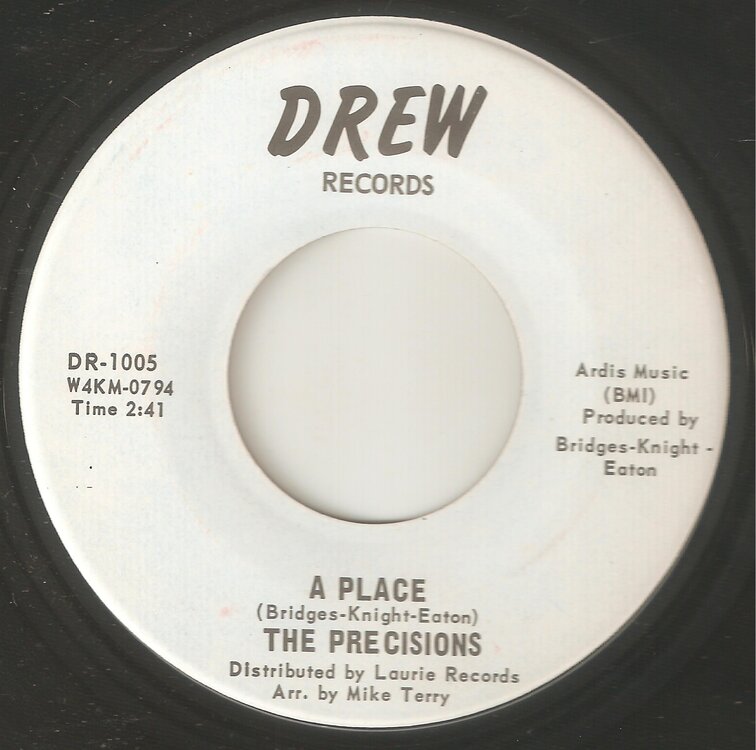 DREW
RECORDS
DR-1005
W4KM-0794
Time 2:41
Ardis Music
(BMI)
Produced by
Bridges-Knight -
Eaton
A PLACE
(Bridges-Knight-Eaton)
THE PRECISIONS
Distributed by Laurie Records
Arr. by Mike Terry